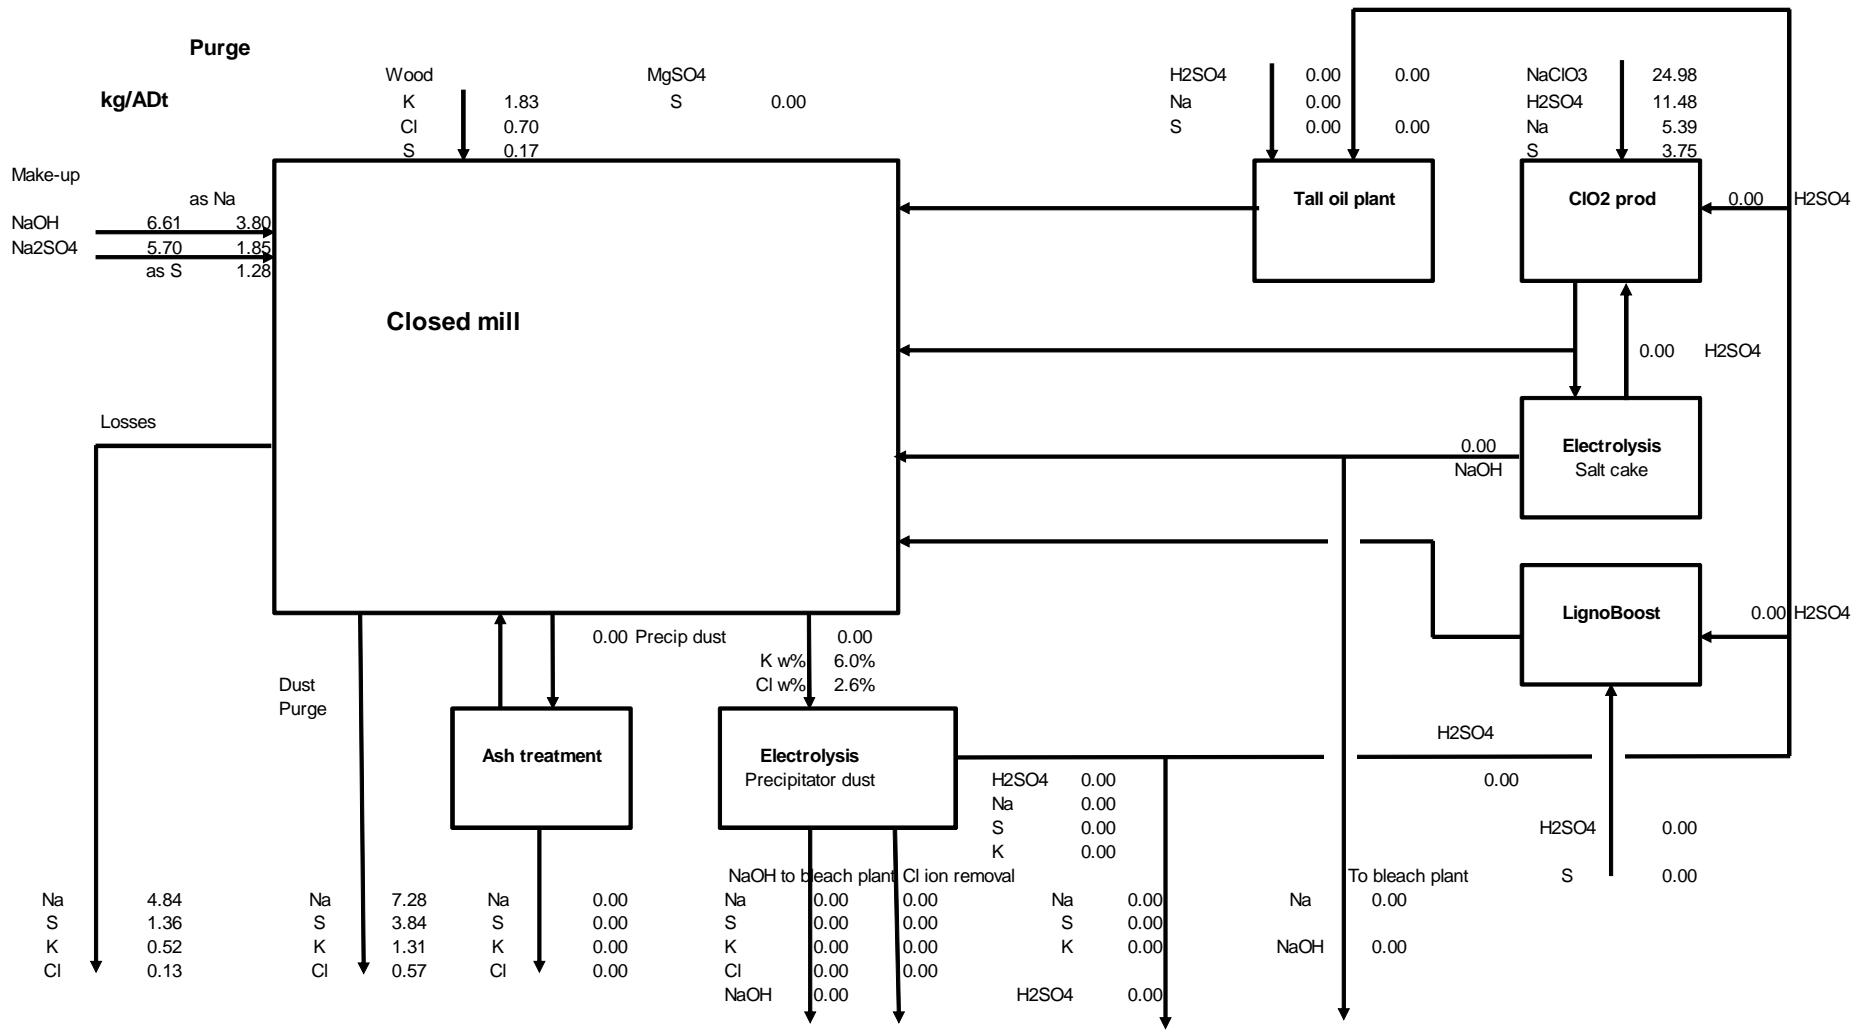 Purge
kg/ADt
Wood MgSO4
K 1.83 S 0.00
Cl 0.70
S 0.17
H2SO4 0.00 0.00
Na 0.00
S 0.00 0.00
NaClO3 24.98
H2SO4 11.48
Na 5.39
S 3.75
Make-up
as Na
NaOH 6.61 3.80
Na2SO4 5.70 1.85
as S 1.28
Tall oil plant
ClO2 prod
0.00 H2SO4
Closed mill
0.00 H2SO4
Losses
0.00
NaOH
Electrolysis
Salt cake
LignoBoost
0.00 H2SO4
0.00 Precip dust 0.00
K w% 6.0%
Cl w% 2.6%
Dust
Purge
Ash treatment
Electrolysis
Precipitator dust
H2SO4
0.00
H2SO4 0.00
Na 0.00
S 0.00
K 0.00
H2SO4 0.00
S 0.00
NaOH to bleach plant Cl ion removal
To bleach plant
Na 4.84 Na 7.28 Na 0.00 Na 0.00 0.00 Na 0.00 Na 0.00
S 1.36 S 3.84 S 0.00 S 0.00 0.00 S 0.00
K 0.52 K 1.31 K 0.00 K 0.00 0.00 K 0.00 NaOH 0.00
Cl 0.13 Cl 0.57 Cl 0.00 Cl 0.00 0.00
NaOH 0.00 H2SO4 0.00